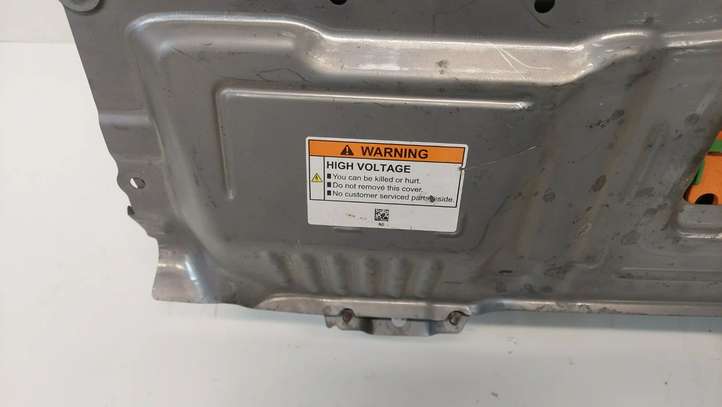 WARNING
HIGH VOLTAGE
■ You can be killed or hurt.
■ Do not remove this cover.
■ No customer serviced parts inside.